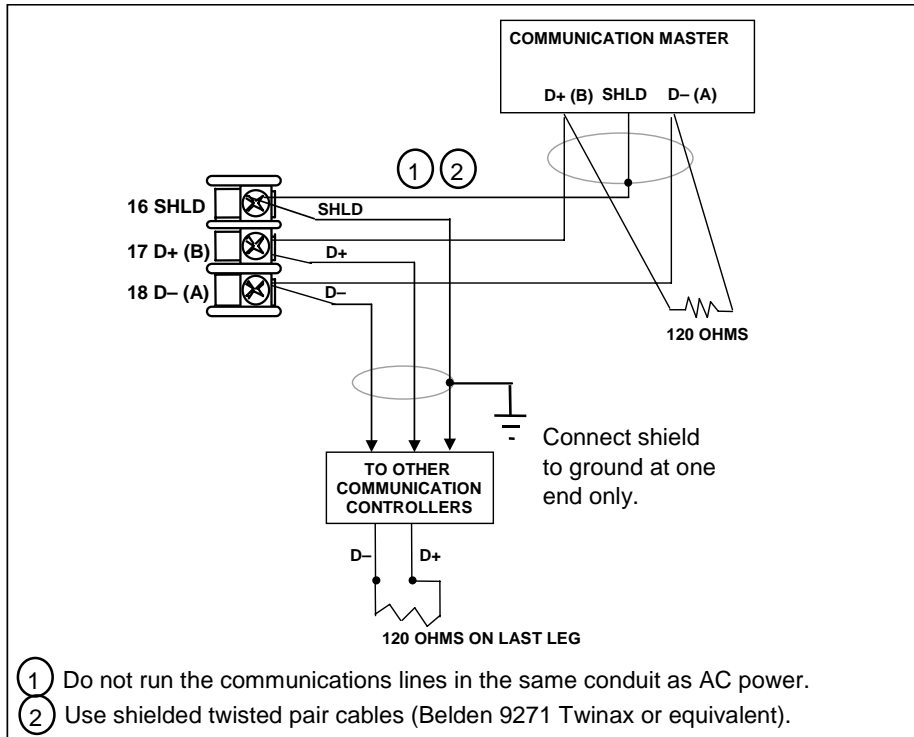 COMMUNICATION MASTER
D+ (B) SHLD D– (A)
1 2
16 SHLD
SHLD
17 D+ (B)
D+
18 D– (A)
D–
120 OHMS
Connect shield
to ground at one
end only.
TO OTHER
COMMUNICATION
CONTROLLERS
D– D+
120 OHMS ON LAST LEG
1 Do not run the communications lines in the same conduit as AC power.
2 Use shielded twisted pair cables (Belden 9271 Twinax or equivalent).